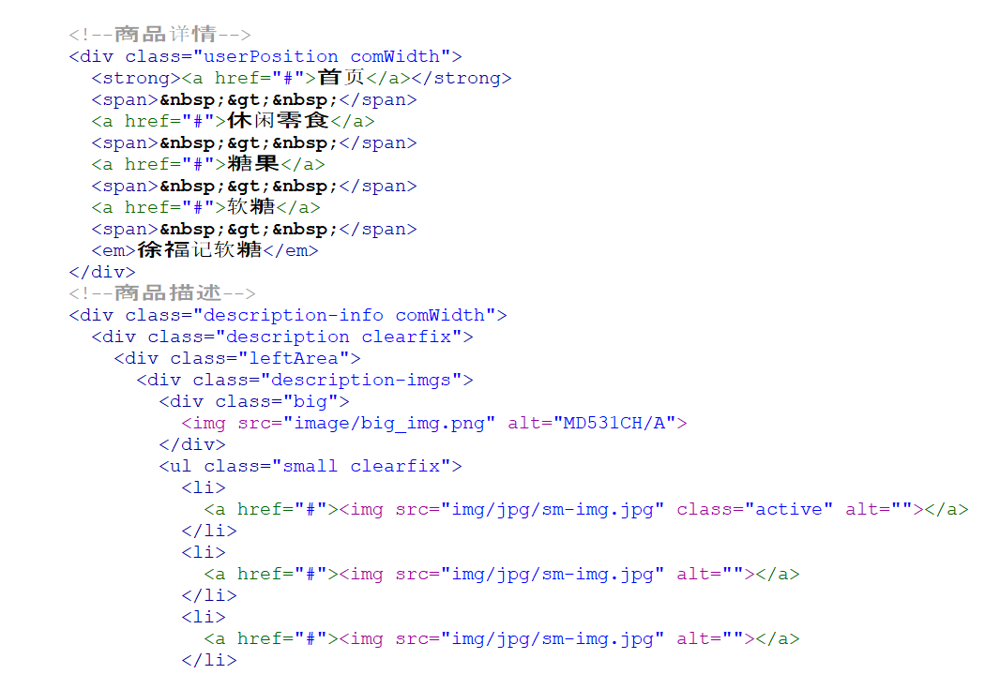 <!--商品详情-->
<div class="userPosition comWidth">
<strong><a href="#">首页</a></strong>
<span>&nbsp;&gt;&nbsp;</span>
<a href="#">休闲零食</a>
<span>&nbsp;&gt;&nbsp;</span>
<a href="#">糖果</a>
<span>&nbsp;&gt;&nbsp;</span>
<a href="#">软糖</a>
<span>&nbsp;&gt;&nbsp;</span>
<em>徐福记软糖</em>
</div>
<!--商品描述-->
<div class="description-info comWidth">
<div class="description clearfix">
<div class="leftArea">
<div class="description-imgs">
<div class="big">
<img src="image/big_img.png" alt="MD531CH/A">
</div>
<ul class="small clearfix">
<li>
<a href="#"><img src="img/jpg/sm-img.jpg" class="active" alt=""></a>
</li>
<li>
<a href="#"><img src="img/jpg/sm-img.jpg" alt=""></a>
</li>
<li>
<a href="#"><img src="img/jpg/sm-img.jpg" alt=""></a>
</li>